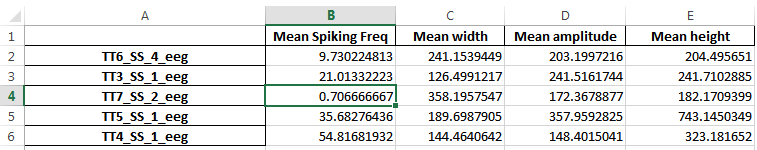 A B C D E
1 Mean Spiking Freq Mean width Mean amplitude Mean height
2 TT6_SS_4_eeg 9.730224813 241.1539449 203.1997216 204.495651
3 TT3_SS_1_eeg 21.01332223 126.4991217 241.5161744 241.7102885
4 TT7_SS_2_eeg 0.706666667 358.1957547 172.3678877 182.1709399
5 TT5_SS_1_eeg 35.68276436 189.6987905 357.9592825 743.1450349
6 TT4_SS_1_eeg 54.81681932 144.4640642 148.4015041 323.181652